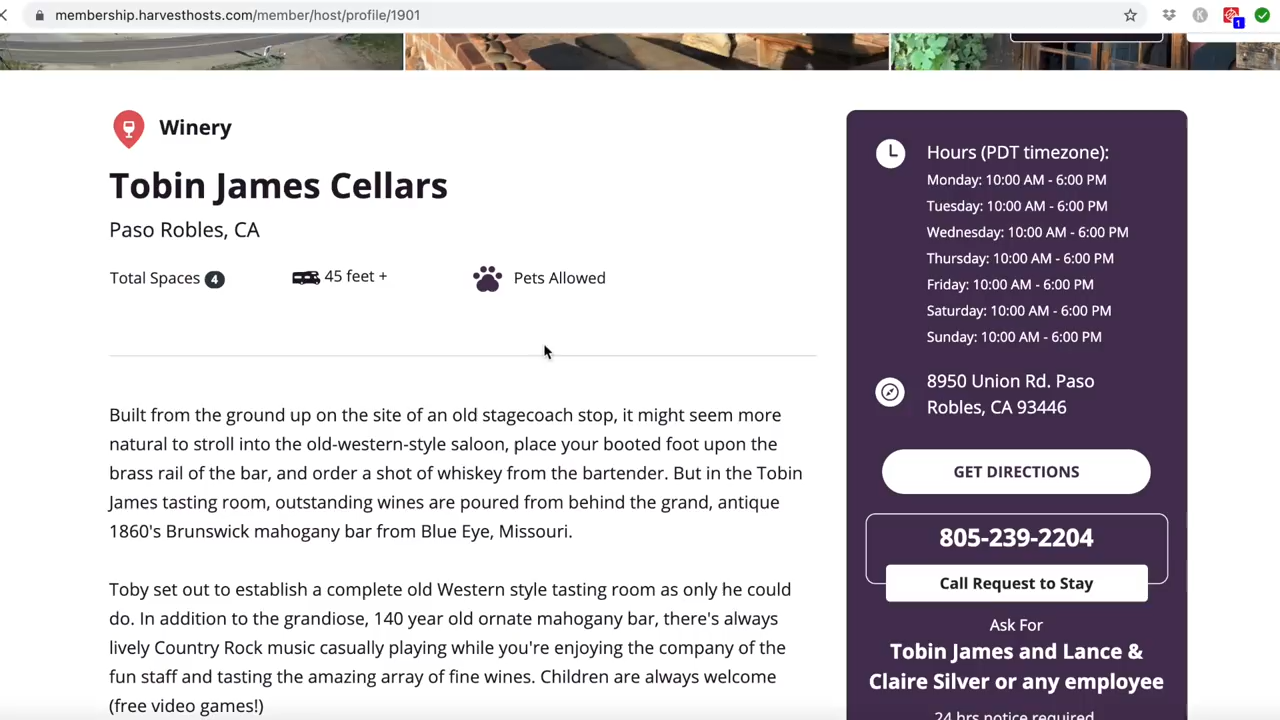 membership.harvesthosts.com/member/host/profile/1901
K
1
Winery
Tobin James Cellars
Paso Robles, CA
Total Spaces 4
45 feet +
Pets Allowed
Built from the ground up on the site of an old stagecoach stop, it might seem more
natural to stroll into the old-western-style saloon, place your booted foot upon the
brass rail of the bar, and order a shot of whiskey from the bartender. But in the Tobin
James tasting room, outstanding wines are poured from behind the grand, antique
1860's Brunswick mahogany bar from Blue Eye, Missouri.
Toby set out to establish a complete old Western style tasting room as only he could
do. In addition to the grandiose, 140 year old ornate mahogany bar, there's always
lively Country Rock music casually playing while you're enjoying the company of the
fun staff and tasting the amazing array of fine wines. Children are always welcome
(free video games!)
Hours (PDT timezone):
Monday: 10:00 AM - 6:00 PM
Tuesday: 10:00 AM - 6:00 PM
Wednesday: 10:00 AM - 6:00 PM
Thursday: 10:00 AM - 6:00 PM
Friday: 10:00 AM - 6:00 PM
Saturday: 10:00 AM - 6:00 PM
Sunday: 10:00 AM - 6:00 PM
8950 Union Rd. Paso
Robles, CA 93446
GET DIRECTIONS
805-239-2204
Call Request to Stay
Ask For
Tobin James and Lance &
Claire Silver or any employee
24 hrs notice required